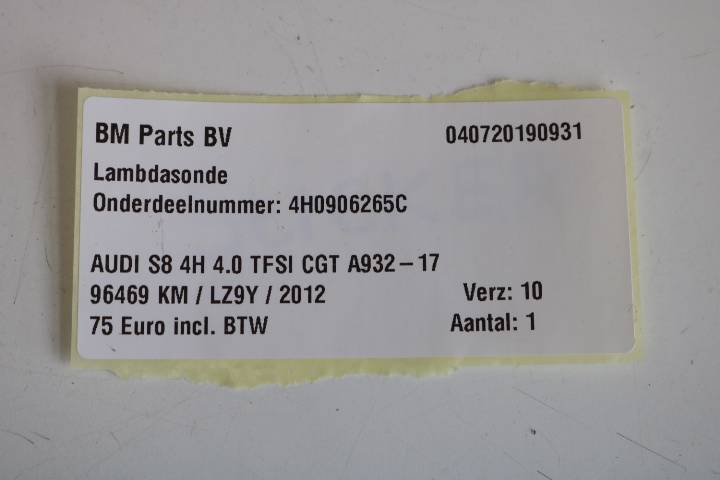 BM Parts BV 040720190931
Lambdasonde
Onderdeelnummer: 4H0906265C
AUDI S8 4H 4.0 TFSI CGT A932-17
96469 KM / LZ9Y / 2012 Verz: 10
75 Euro incl. BTW Aantal: 1